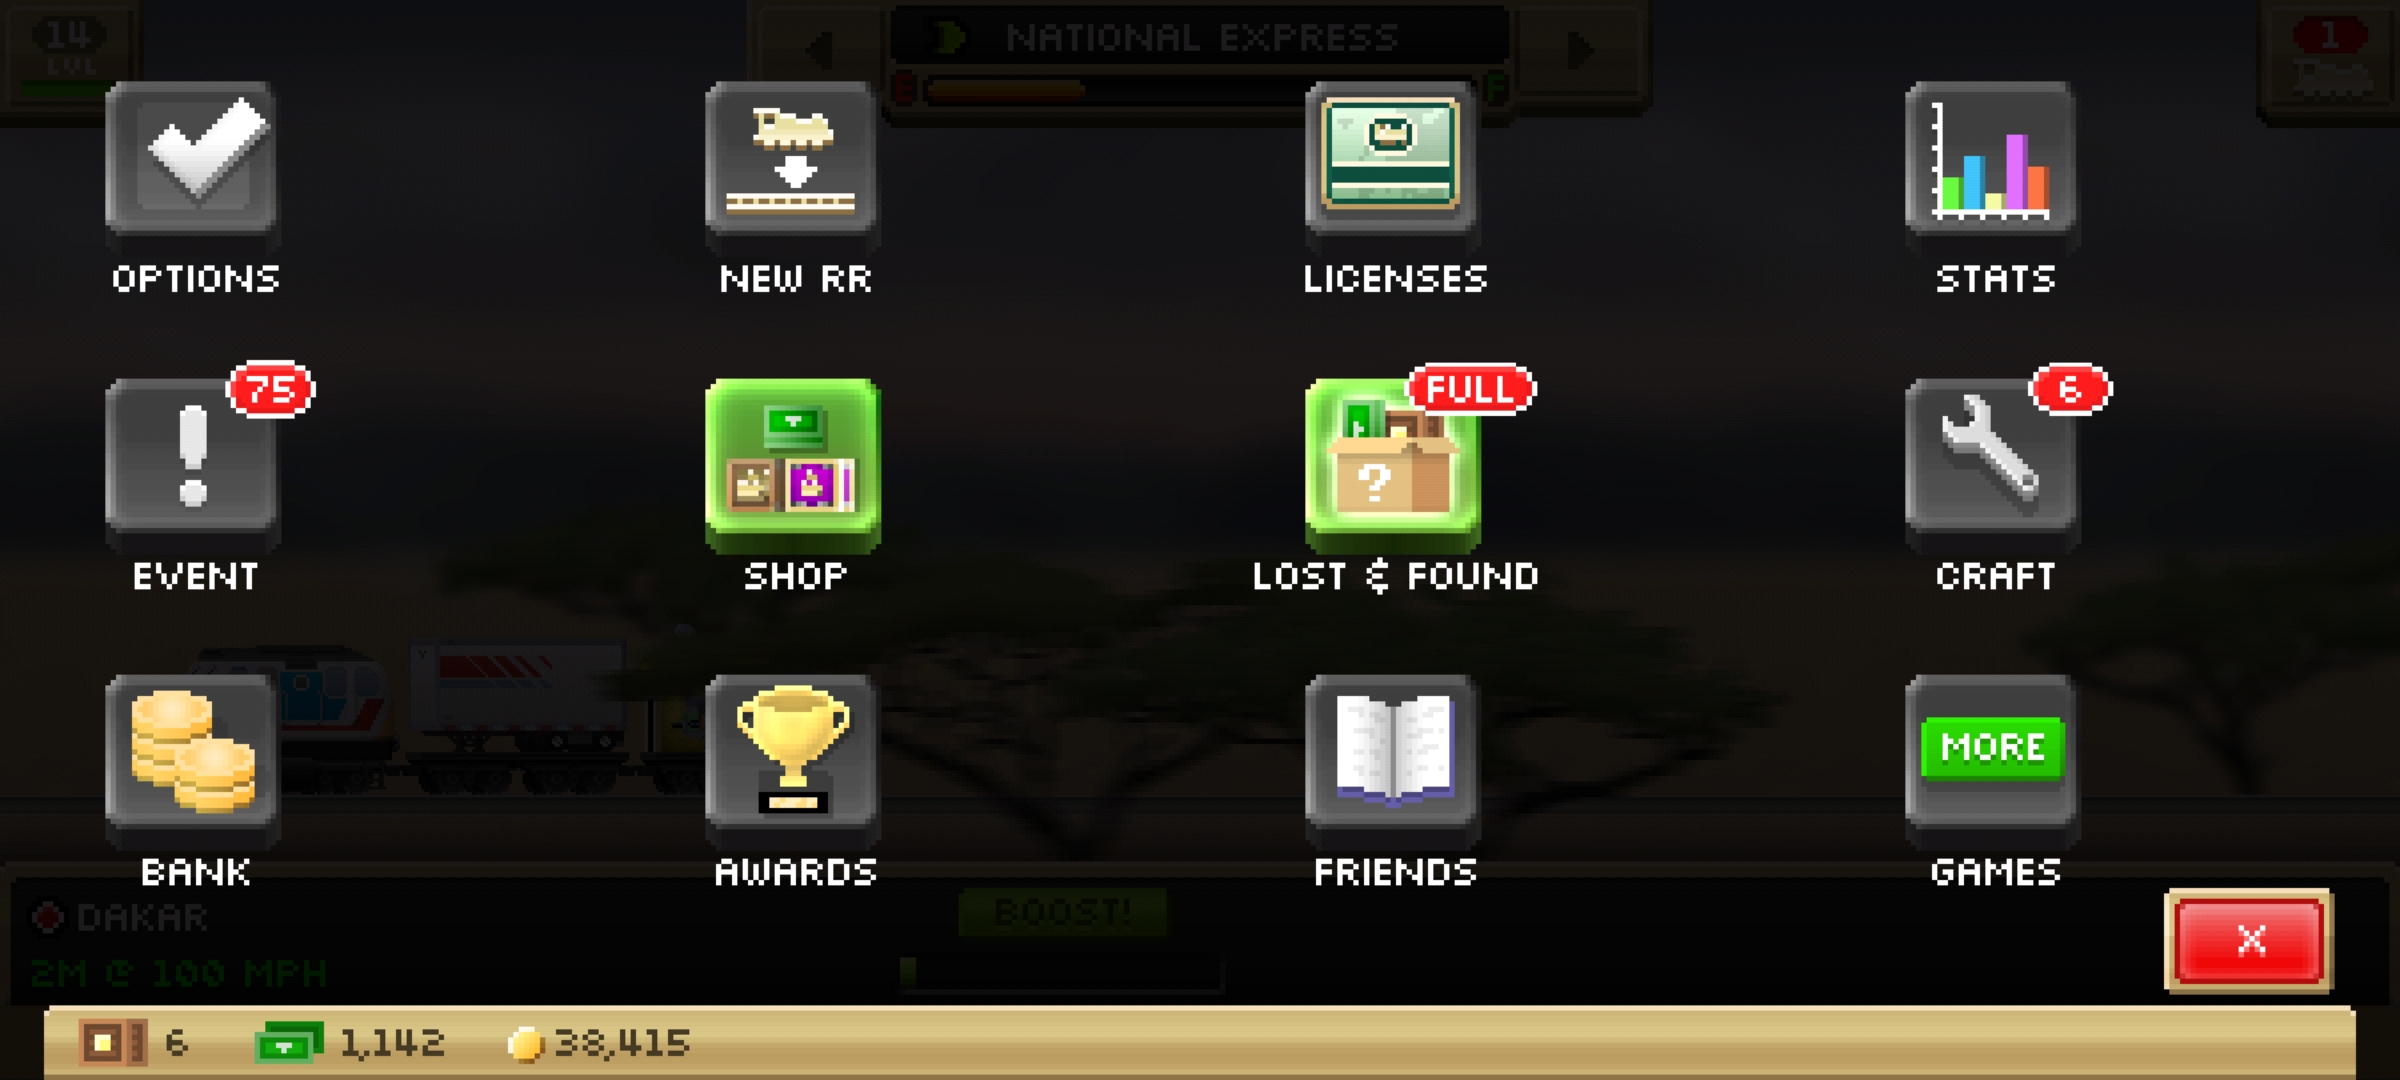 14
LVL
NATIONAL EXPRESS
E
F
1
OPTIONS
NEW RR
LICENSES
STATS
75
FULL
6
?
EVENT
SHOP
LOST & FOUND
CRAFT
MORE
BANK
AWARDS
FRIENDS
GAMES
DAKAR
BOOST!
2M @ 100 MPH
X
6
1,142
38,415